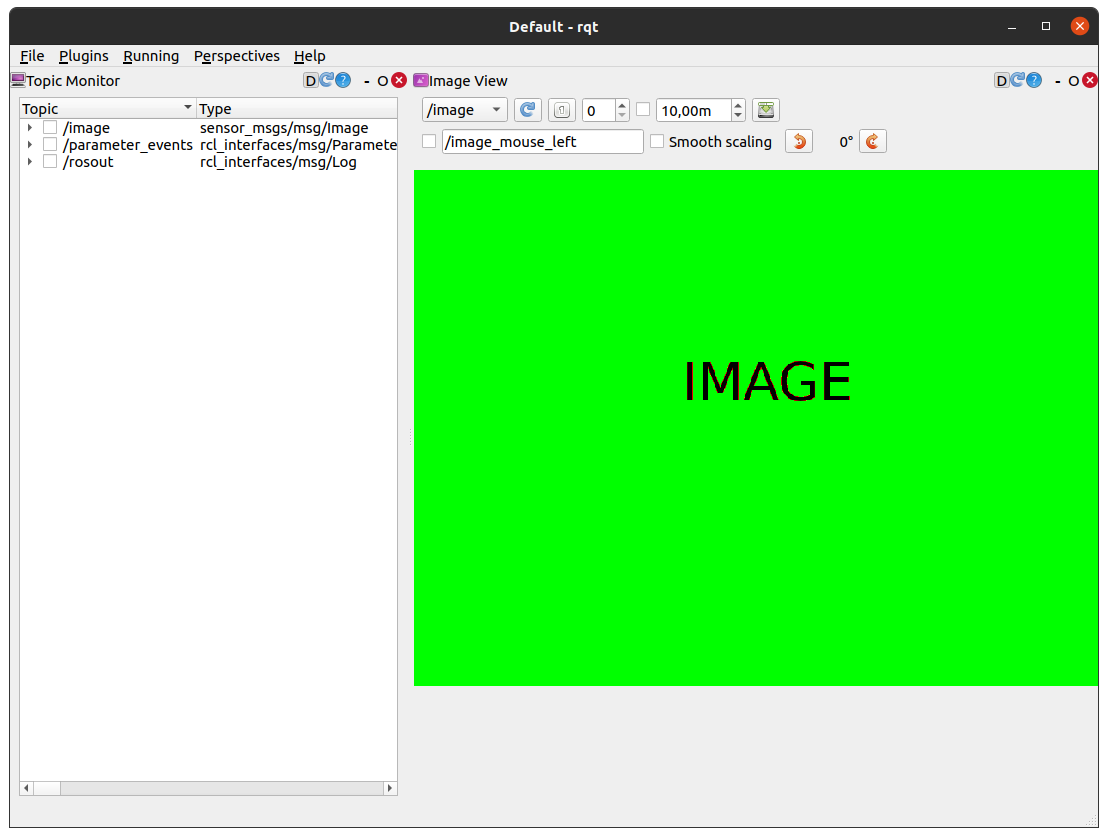 Default - rqt
File Plugins Running Perspectives Help
Topic Monitor D ? - O
Image View D ? - O
Topic Type
/image sensor_msgs/msg/Image
/parameter_events rcl_interfaces/msg/Paramete
/rosout rcl_interfaces/msg/Log
/image 0 10,00m
/image_mouse_left Smooth scaling 0°
IMAGE